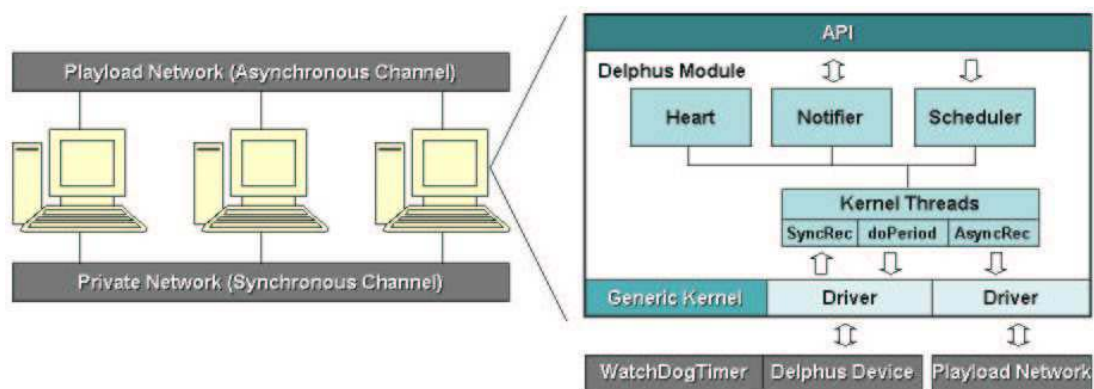 Playload Network (Asynchronous Channel)
Private Network (Synchronous Channel)
API
Delphus Module
Heart
Notifier
Scheduler
Kernel Threads
SyncRec
doPeriod
AsyncRec
Generic Kernel
Driver
Driver
WatchDogTimer
Delphus Device
Playload Network